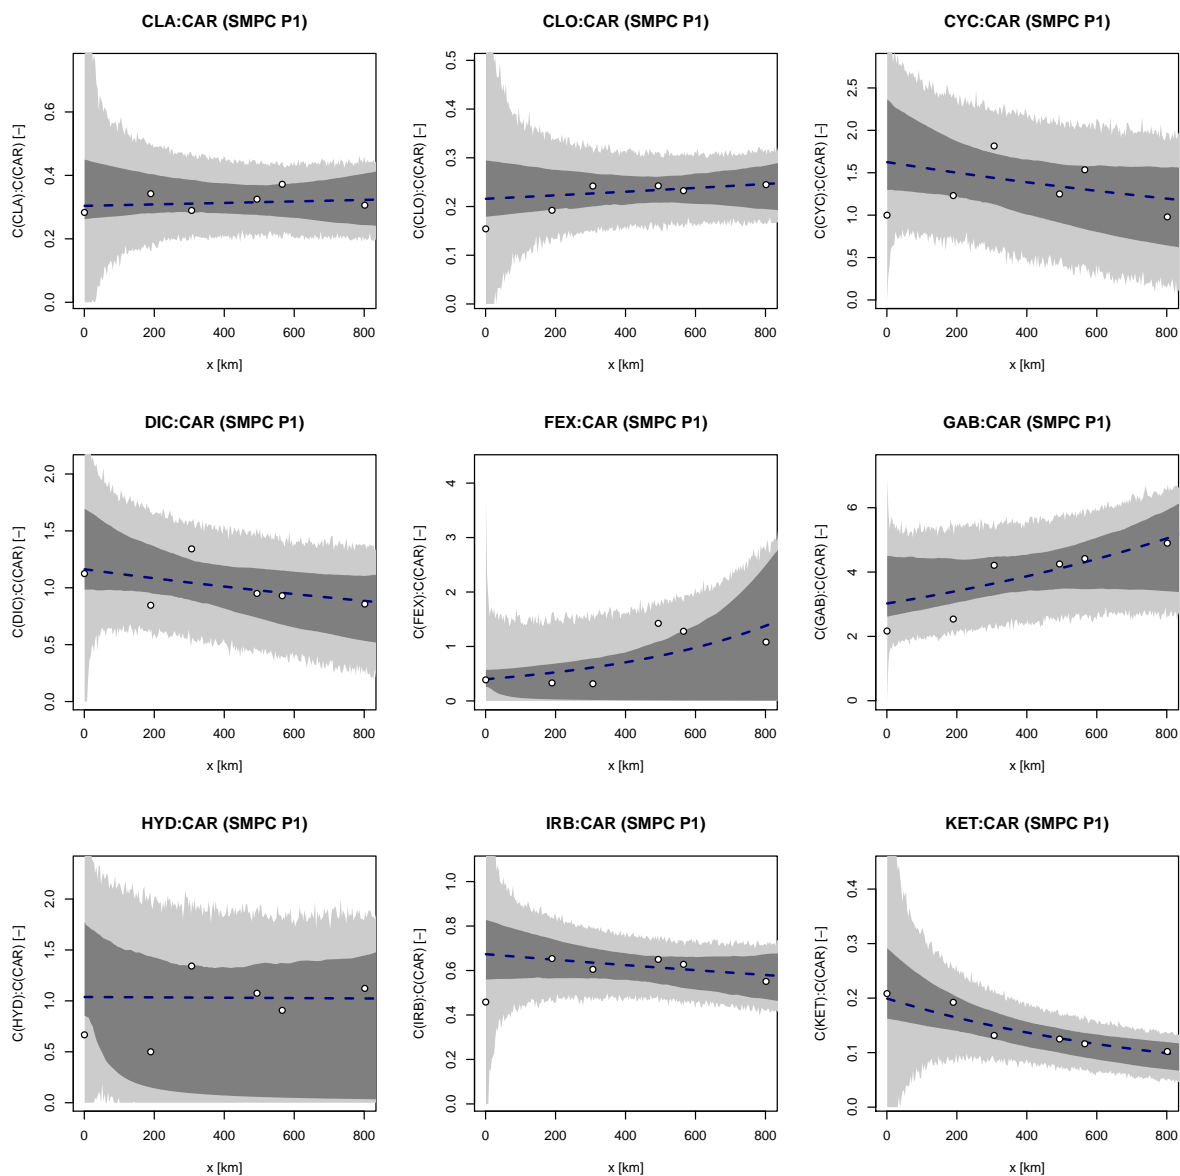 CLA:CAR (SMPC P1)
C(CLA):C(CAR) [−]
0.0 0.2 0.4 0.6
0 200 400 600 800
x [km]
CLO:CAR (SMPC P1)
C(CLO):C(CAR) [−]
0.0 0.1 0.2 0.3 0.4 0.5
0 200 400 600 800
x [km]
CYC:CAR (SMPC P1)
C(CYC):C(CAR) [−]
0.0 0.5 1.0 1.5 2.0 2.5
0 200 400 600 800
x [km]
DIC:CAR (SMPC P1)
C(DIC):C(CAR) [−]
0.0 0.5 1.0 1.5 2.0
0 200 400 600 800
x [km]
FEX:CAR (SMPC P1)
C(FEX):C(CAR) [−]
0 1 2 3 4
0 200 400 600 800
x [km]
GAB:CAR (SMPC P1)
C(GAB):C(CAR) [−]
0 2 4 6
0 200 400 600 800
x [km]
HYD:CAR (SMPC P1)
C(HYD):C(CAR) [−]
0.0 0.5 1.0 1.5 2.0
0 200 400 600 800
x [km]
IRB:CAR (SMPC P1)
C(IRB):C(CAR) [−]
0.0 0.2 0.4 0.6 0.8 1.0
0 200 400 600 800
x [km]
KET:CAR (SMPC P1)
C(KET):C(CAR) [−]
0.0 0.1 0.2 0.3 0.4
0 200 400 600 800
x [km]